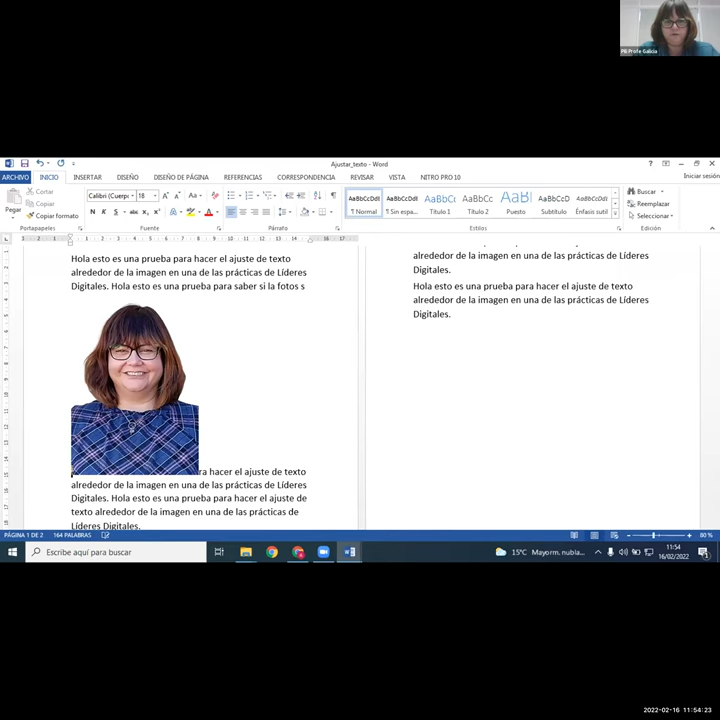 Pili Profe Galicia
Ajustar_texto - Word
Iniciar sesión
ARCHIVO INICIO INSERTAR DISEÑO DISEÑO DE PÁGINA REFERENCIAS CORRESPONDENCIA REVISAR VISTA NITRO PRO 10
Pegar
Cortar
Copiar
Copiar formato
Portapapeles
Calibri (Cuerpo 18
N K S abc x₂ x²
Fuente
Párrafo
AaBbCcDdI AaBbCcDdI AaBbCc AaBbCc AaBI AaBbCcD AaBbCcDdI
¶ Normal ¶ Sin espa... Título 1 Título 2 Puesto Subtítulo Énfasis sutil
Estilos
Buscar
Reemplazar
Seleccionar
Edición
Hola esto es una prueba para hacer el ajuste de texto
alrededor de la imagen en una de las prácticas de Líderes
Digitales. Hola esto es una prueba para saber si la fotos s
ra hacer el ajuste de texto
alrededor de la imagen en una de las prácticas de Líderes
Digitales. Hola esto es una prueba para hacer el ajuste de
texto alrededor de la imagen en una de las prácticas de
Líderes Digitales.
alrededor de la imagen en una de las prácticas de Líderes
Digitales.
Hola esto es una prueba para hacer el ajuste de texto
alrededor de la imagen en una de las prácticas de Líderes
Digitales.
PÁGINA 1 DE 2 164 PALABRAS
80 %
Escribe aquí para buscar
15°C Mayorm. nubla...
11:54
16/02/2022
2022-02-16 11:54:23